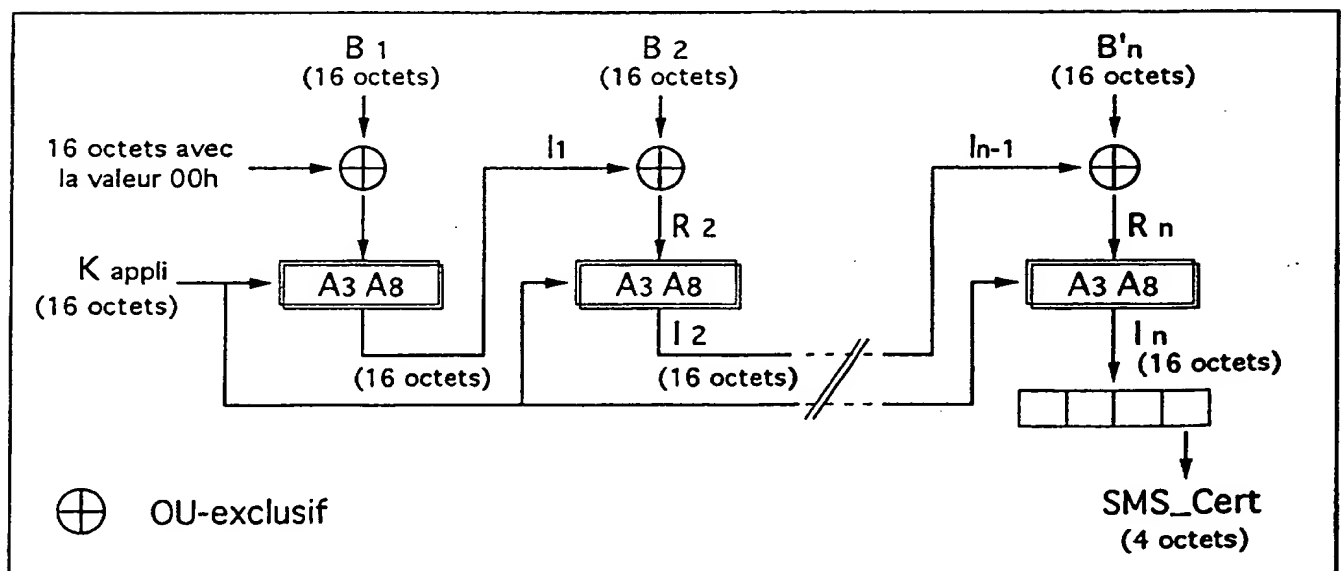 B 1
(16 octets)
B 2
(16 octets)
B'n
(16 octets)
16 octets avec
la valeur 00h
I1
In-1
R 2
R n
K appli
(16 octets)
A3 A8
A3 A8
A3 A8
(16 octets)
I 2
(16 octets)
I n
(16 octets)
OU-exclusif
SMS_Cert
(4 octets)